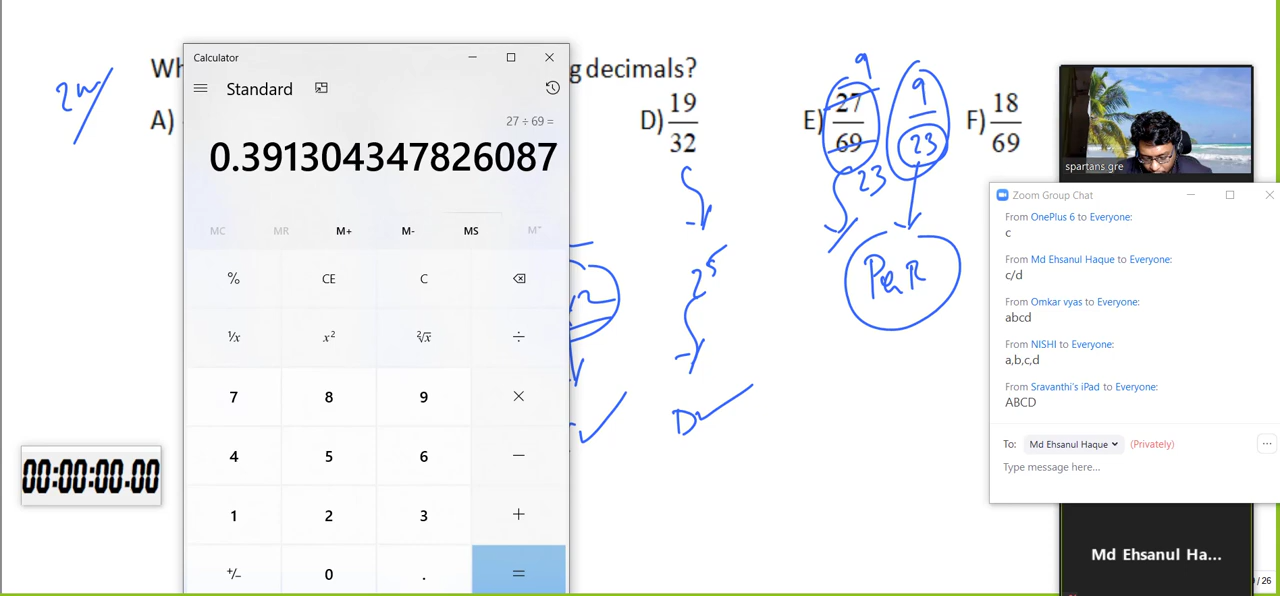 Calculator
Standard
27 ÷ 69 =
0.391304347826087
MC MR M+ M- MS
% CE C
¹/x x² ²√x ÷
7 8 9 ×
4 5 6 −
1 2 3 +
+/− 0 . =
Wh
g decimals?
A)
D) 19/32
E) 27/69
F) 18/69
9
9
23
23
2⁵
PR
D
00:00:00.00
spartans gre
Zoom Group Chat
From OnePlus 6 to Everyone:
c
From Md Ehsanul Haque to Everyone:
c/d
From Omkar vyas to Everyone:
abcd
From NISHI to Everyone:
a,b,c,d
From Sravanthi's iPad to Everyone:
ABCD
To: Md Ehsanul Haque (Privately)
Type message here...
Md Ehsanul Ha...
/ 26